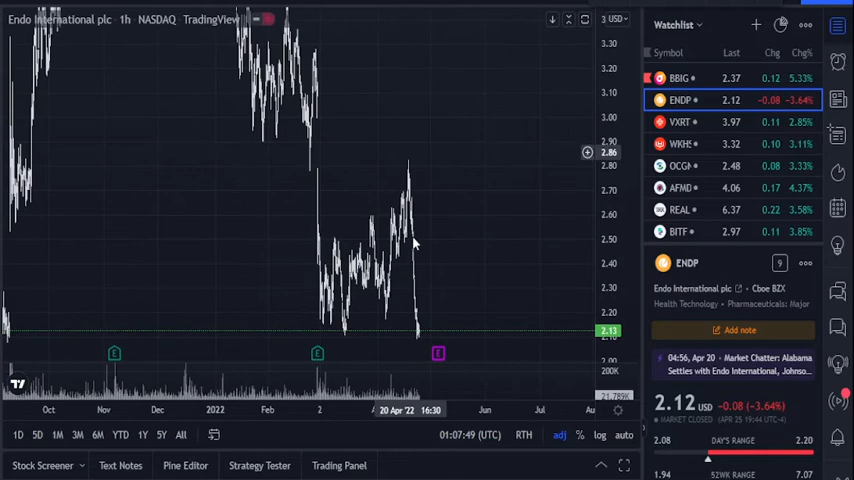 Endo International plc · 1h · NASDAQ TradingView
3 USD
3.30
3.20
3.10
3.00
2.90
2.86
2.80
2.70
2.60
2.50
2.40
2.30
2.20
2.13
2.00
200K
21.789K
E
E
E
Oct
Nov
Dec
2022
Feb
2
20 Apr '22 16:30
Jun
Jul
1D 5D 1M 3M 6M YTD 1Y 5Y All
01:07:49 (UTC) RTH adj % log auto
Stock Screener Text Notes Pine Editor Strategy Tester Trading Panel
Watchlist
Symbol Last Chg Chg%
BBIG 2.37 0.12 5.33%
ENDP 2.12 -0.08 -3.64%
VXRT 3.97 0.11 2.85%
WKHS 3.32 0.10 3.11%
OCGN 2.48 0.08 3.33%
AFMD 4.06 0.17 4.37%
REAL 6.37 0.22 3.58%
BITF 2.97 0.11 3.85%
ENDP 9
Endo International plc · Cboe BZX
Health Technology · Pharmaceuticals: Major
Add note
04:56, Apr 20 · Market Chatter: Alabama
Settles with Endo International, Johnso...
2.12 USD -0.08 (-3.64%)
MARKET CLOSED (APR 25 19:44 UTC-4)
2.08 DAY'S RANGE 2.20
1.94 52WK RANGE 7.07